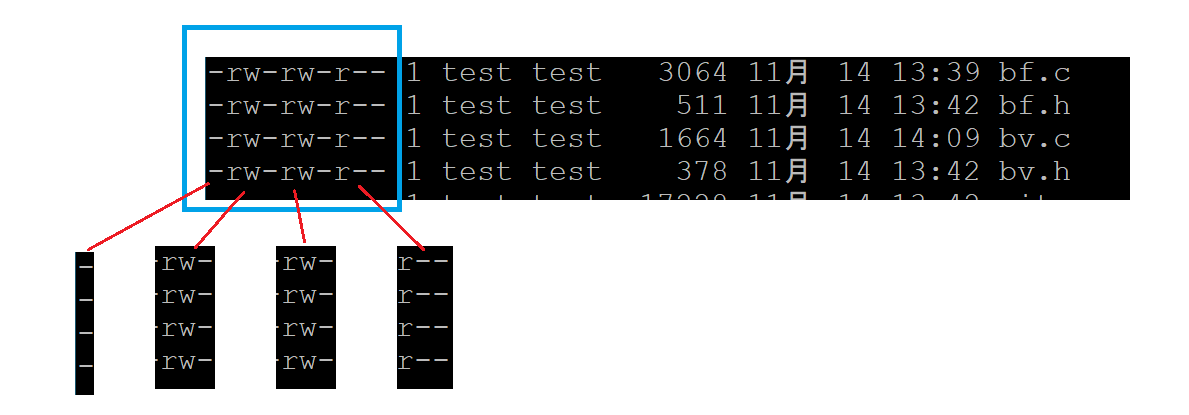 -rw-rw-r-- 1 test test 3064 11月 14 13:39 bf.c
-rw-rw-r-- 1 test test 511 11月 14 13:42 bf.h
-rw-rw-r-- 1 test test 1664 11月 14 14:09 bv.c
-rw-rw-r-- 1 test test 378 11月 14 13:42 bv.h
- rw- rw- r--
- rw- rw- r--
- rw- rw- r--
- rw- rw- r--